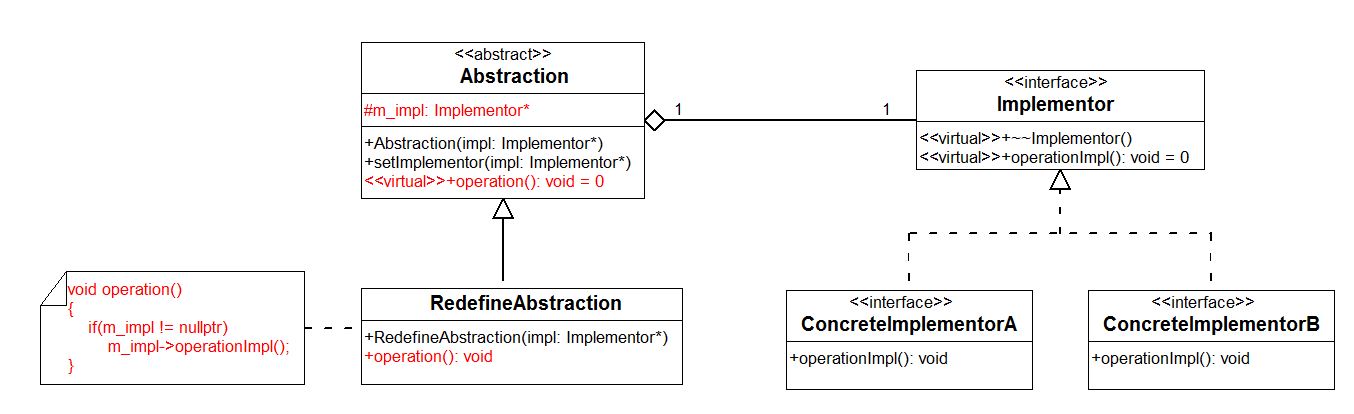 <<abstract>>
Abstraction
#m_impl: Implementor*
+Abstraction(impl: Implementor*)
+setImplementor(impl: Implementor*)
<<virtual>>+operation(): void = 0
1
1
<<interface>>
Implementor
<<virtual>>+~~Implementor()
<<virtual>>+operationImpl(): void = 0
void operation()
{
if(m_impl != nullptr)
m_impl->operationImpl();
}
RedefineAbstraction
+RedefineAbstraction(impl: Implementor*)
+operation(): void
<<interface>>
ConcreteImplementorA
+operationImpl(): void
<<interface>>
ConcreteImplementorB
+operationImpl(): void